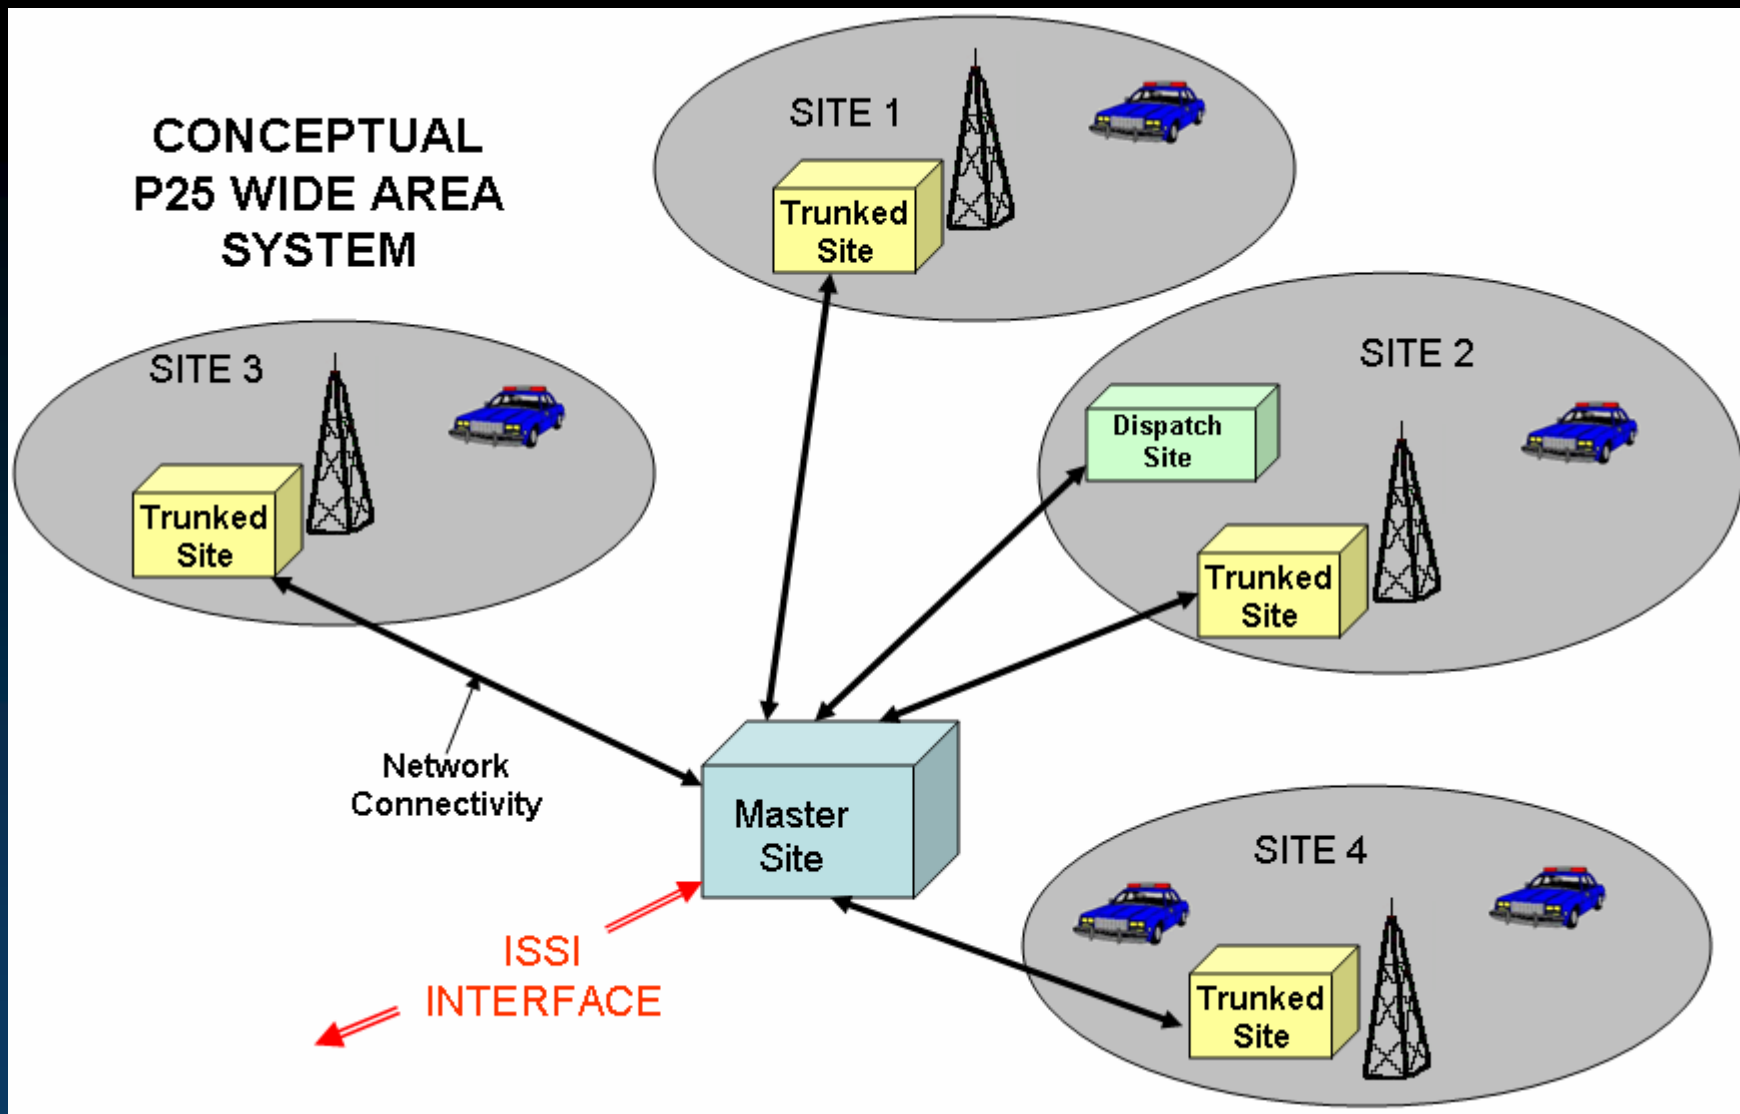 CONCEPTUAL
P25 WIDE AREA
SYSTEM
SITE 1
Trunked
Site
SITE 2
Dispatch
Site
Trunked
Site
SITE 3
Trunked
Site
Network
Connectivity
Master
Site
ISSI
INTERFACE
SITE 4
Trunked
Site